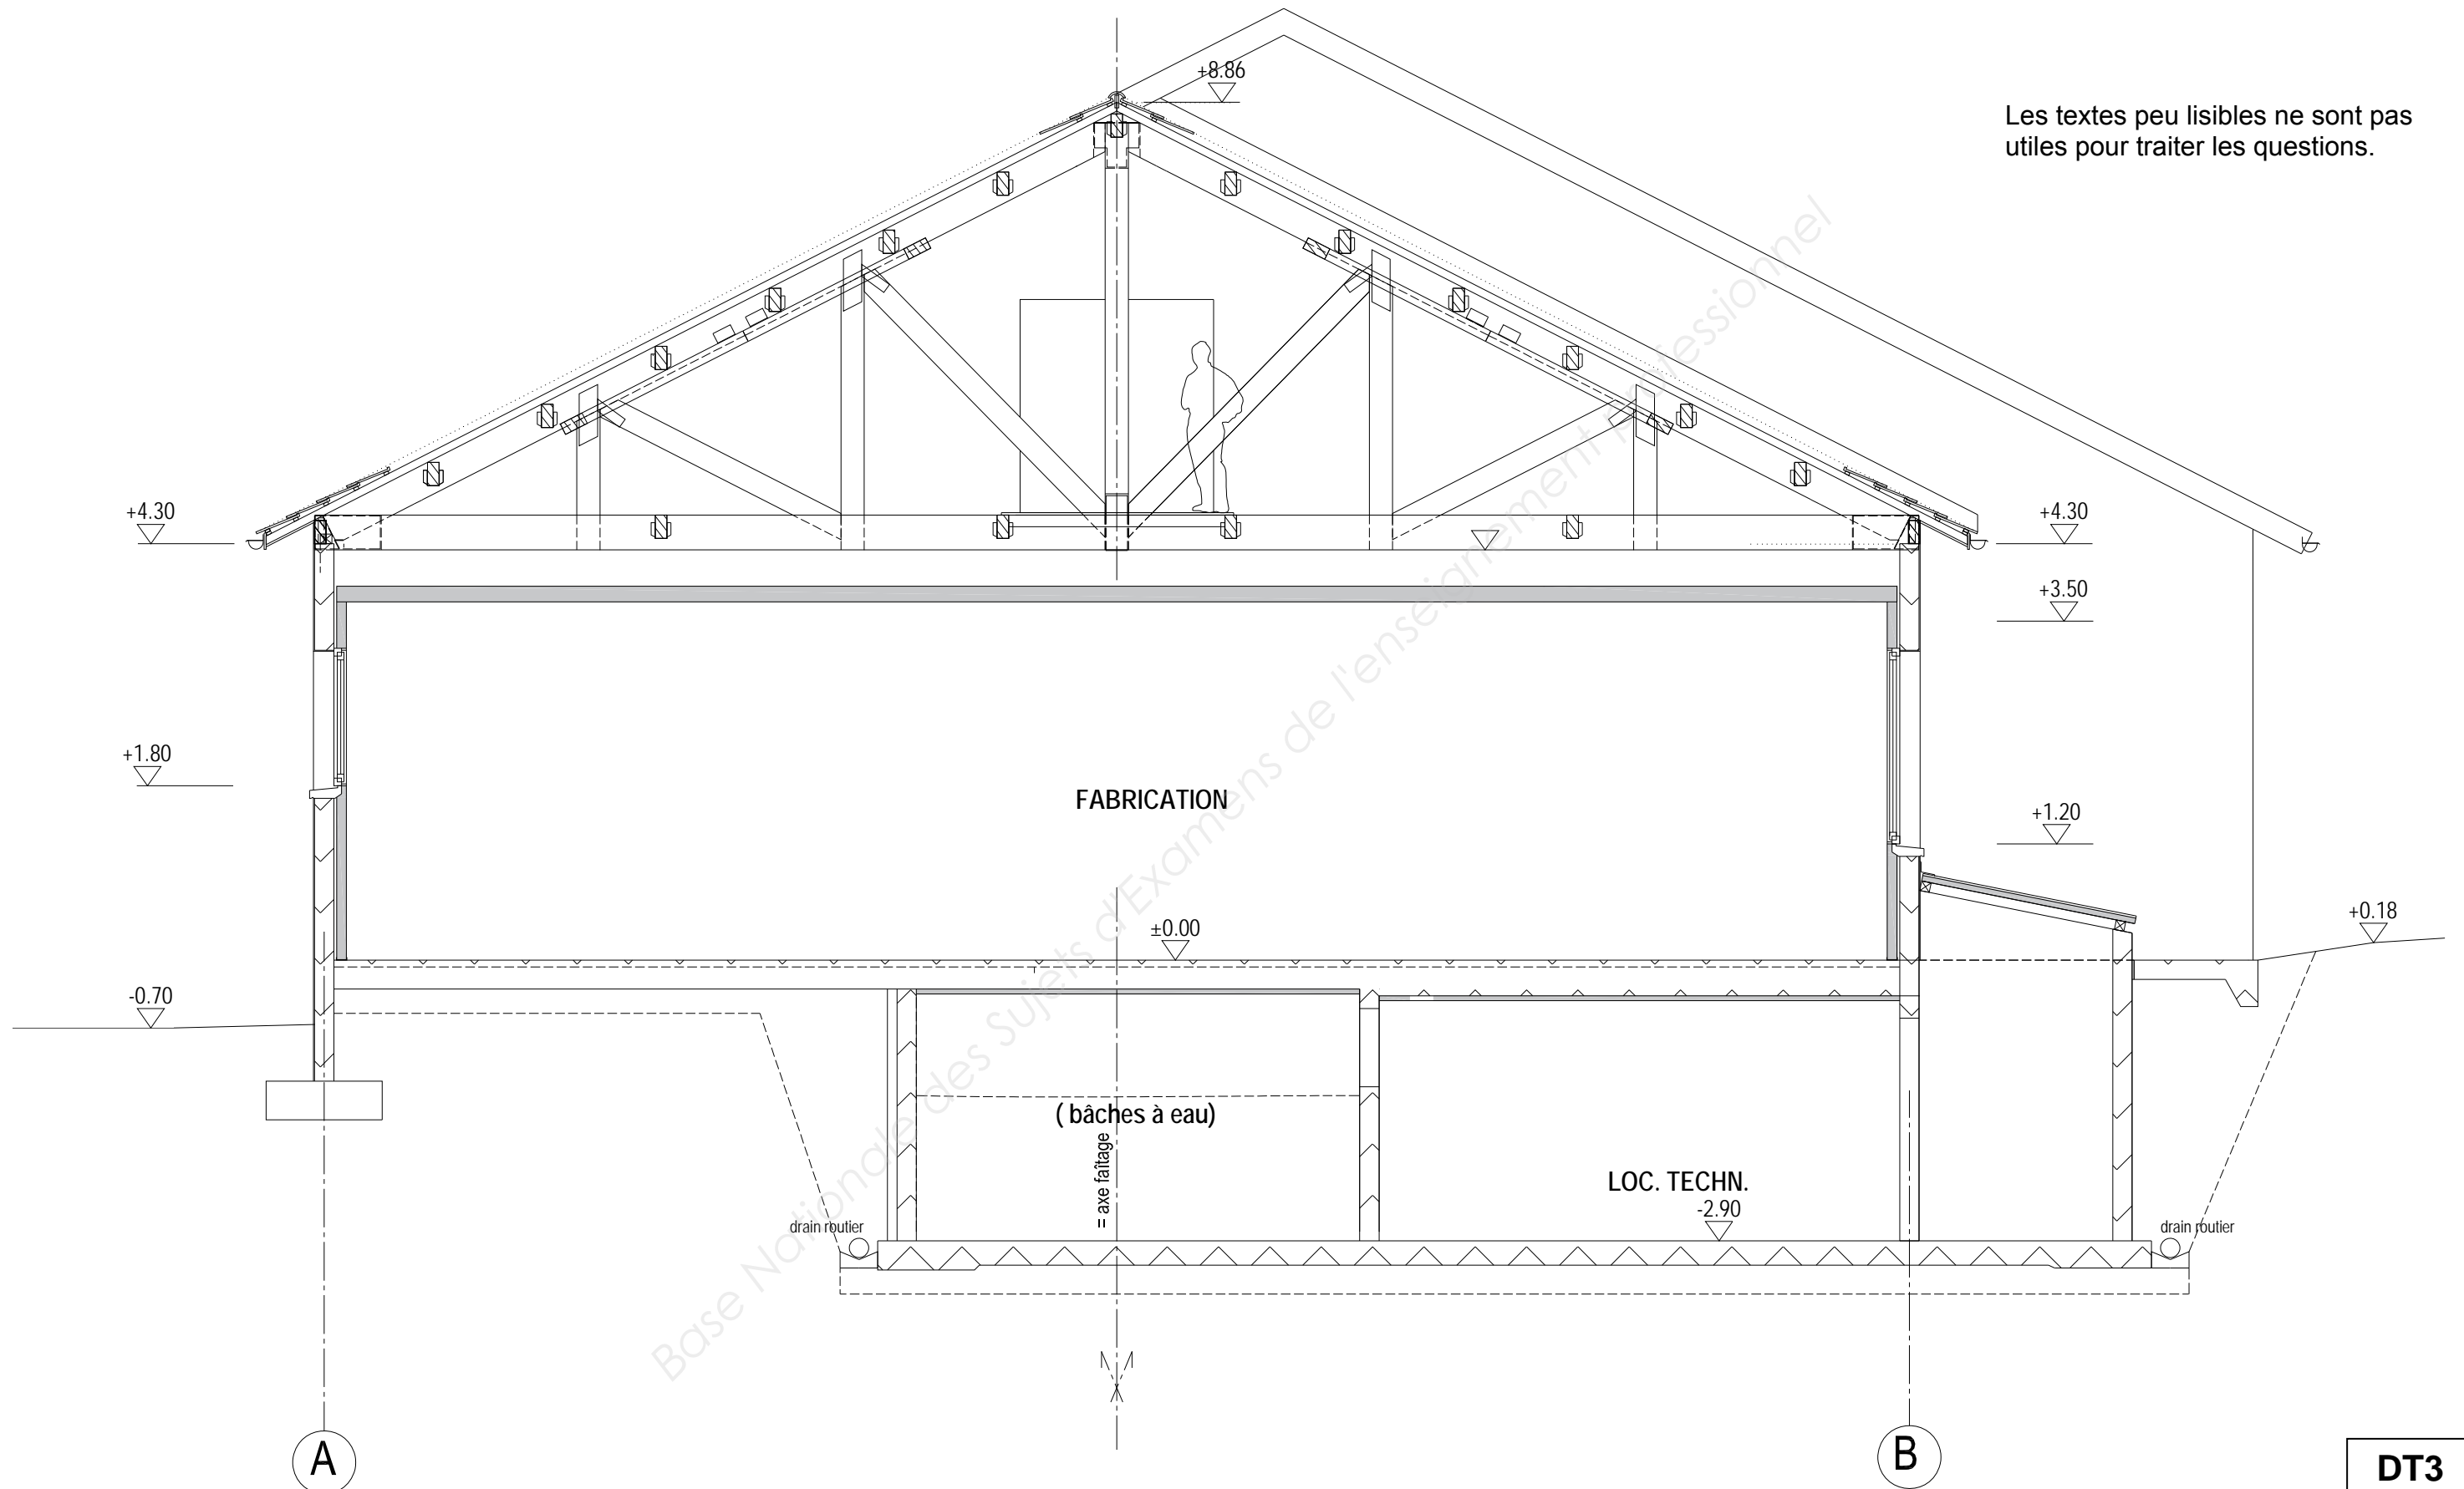 +8.86
Les textes peu lisibles ne sont pas
utiles pour traiter les questions.
+4.30
+4.30
+3.50
+1.80
+1.20
FABRICATION
+0.18
±0.00
-0.70
( bâches à eau)
= axe faîtage
LOC. TECHN.
-2.90
drain routier
drain routier
Base Nationale des Sujets d'Examens de l'enseignement professionnel
A
B
DT3